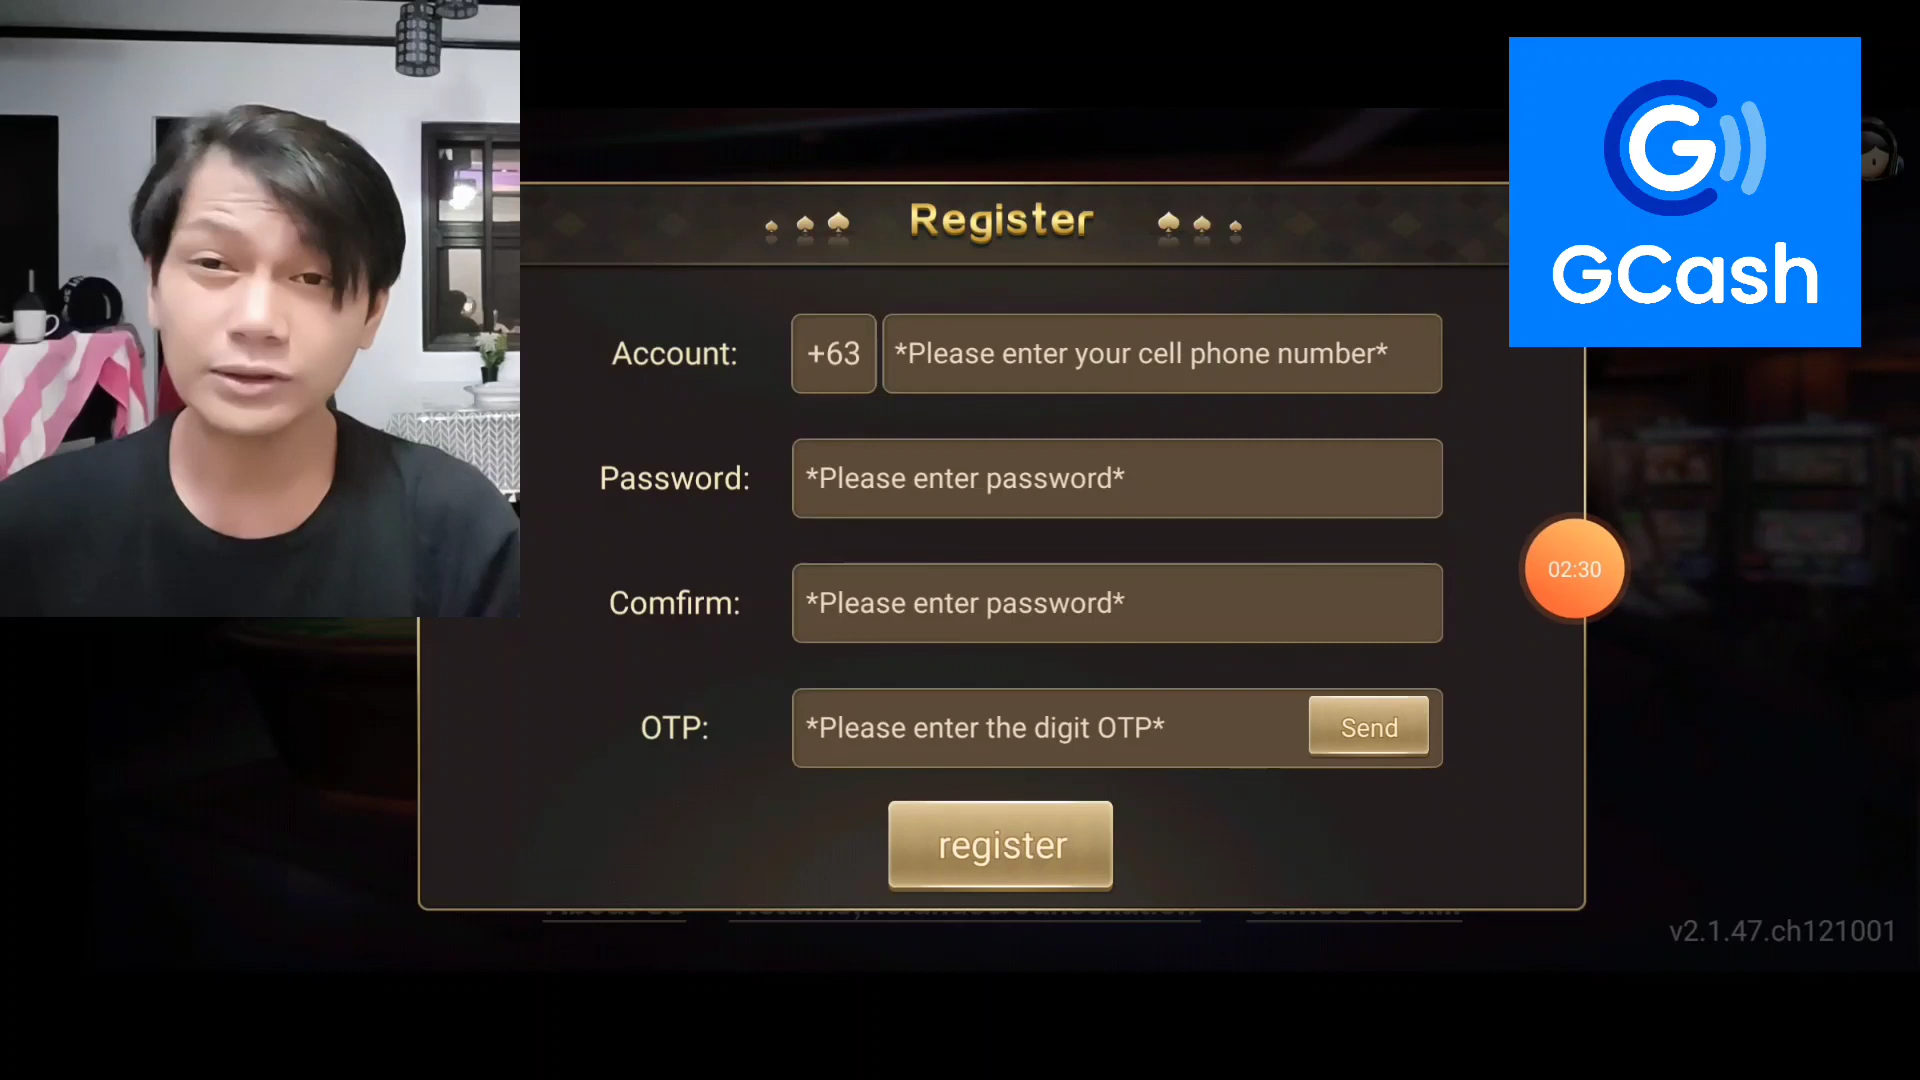 Register
GCash
Account:
+63
*Please enter your cell phone number*
Password:
*Please enter password*
Comfirm:
*Please enter password*
02:30
OTP:
*Please enter the digit OTP*
Send
register
v2.1.47.ch121001